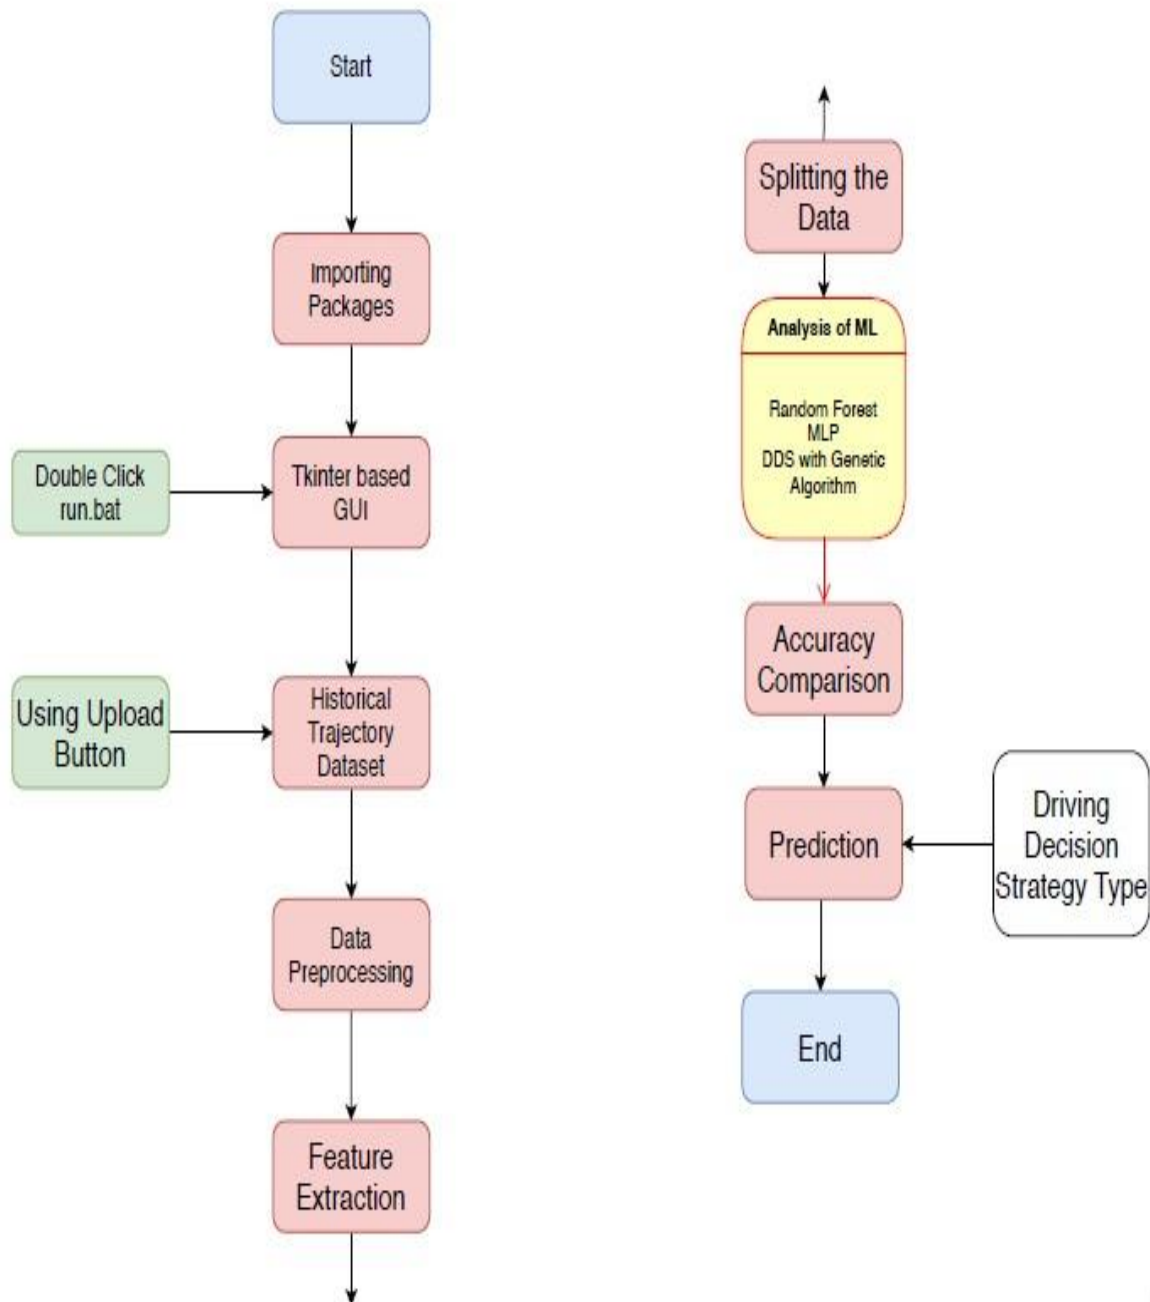 Start
Importing
Packages
Double Click
run.bat
Tkinter based
GUI
Using Upload
Button
Historical
Trajectory
Dataset
Data
Preprocessing
Feature
Extraction
Splitting the
Data
Analysis of ML
Random Forest
MLP
DDS with Genetic
Algorithm
Accuracy
Comparison
Prediction
Driving
Decision
Strategy Type
End